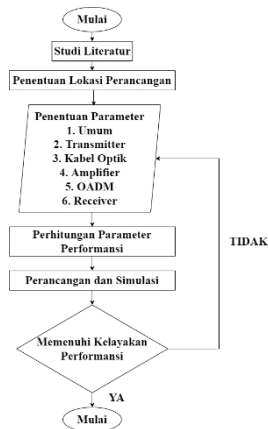 Mulai
Studi Literatur
Penentuan Lokasi Perancangan
Penentuan Parameter
1. Umum
2. Transmitter
3. Kabel Optik
4. Amplifier
5. OADM
6. Receiver
Perhitungan Parameter
Performansi
Perancangan dan Simulasi
Memenuhi Kelayakan
Performansi
TIDAK
YA
Mulai